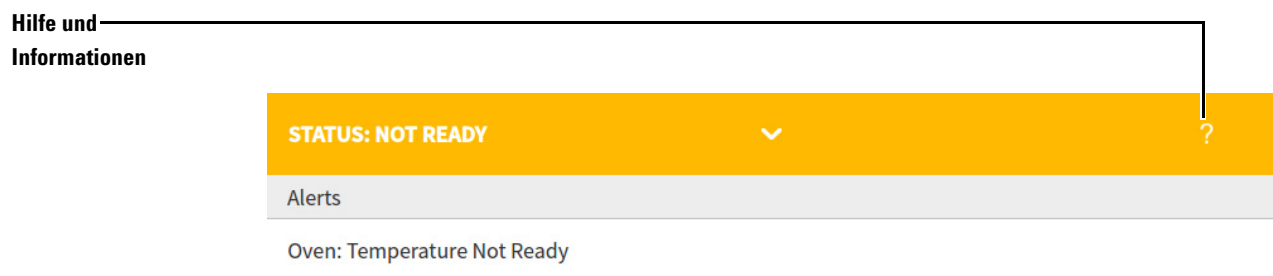 Hilfe und
Informationen
STATUS: NOT READY ?
Alerts
Oven: Temperature Not Ready